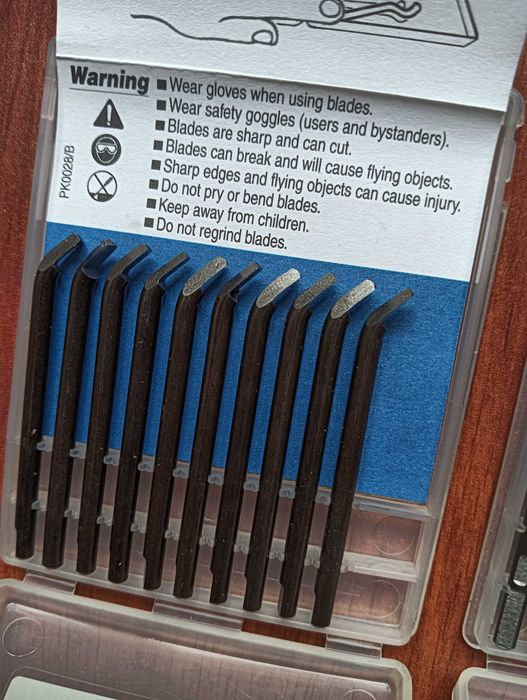 Warning
■ Wear gloves when using blades.
■ Wear safety goggles (users and bystanders).
■ Blades are sharp and can cut.
■ Blades can break and will cause flying objects.
■ Sharp edges and flying objects can cause injury.
■ Do not pry or bend blades.
■ Keep away from children.
■ Do not regrind blades.
PK0028/B